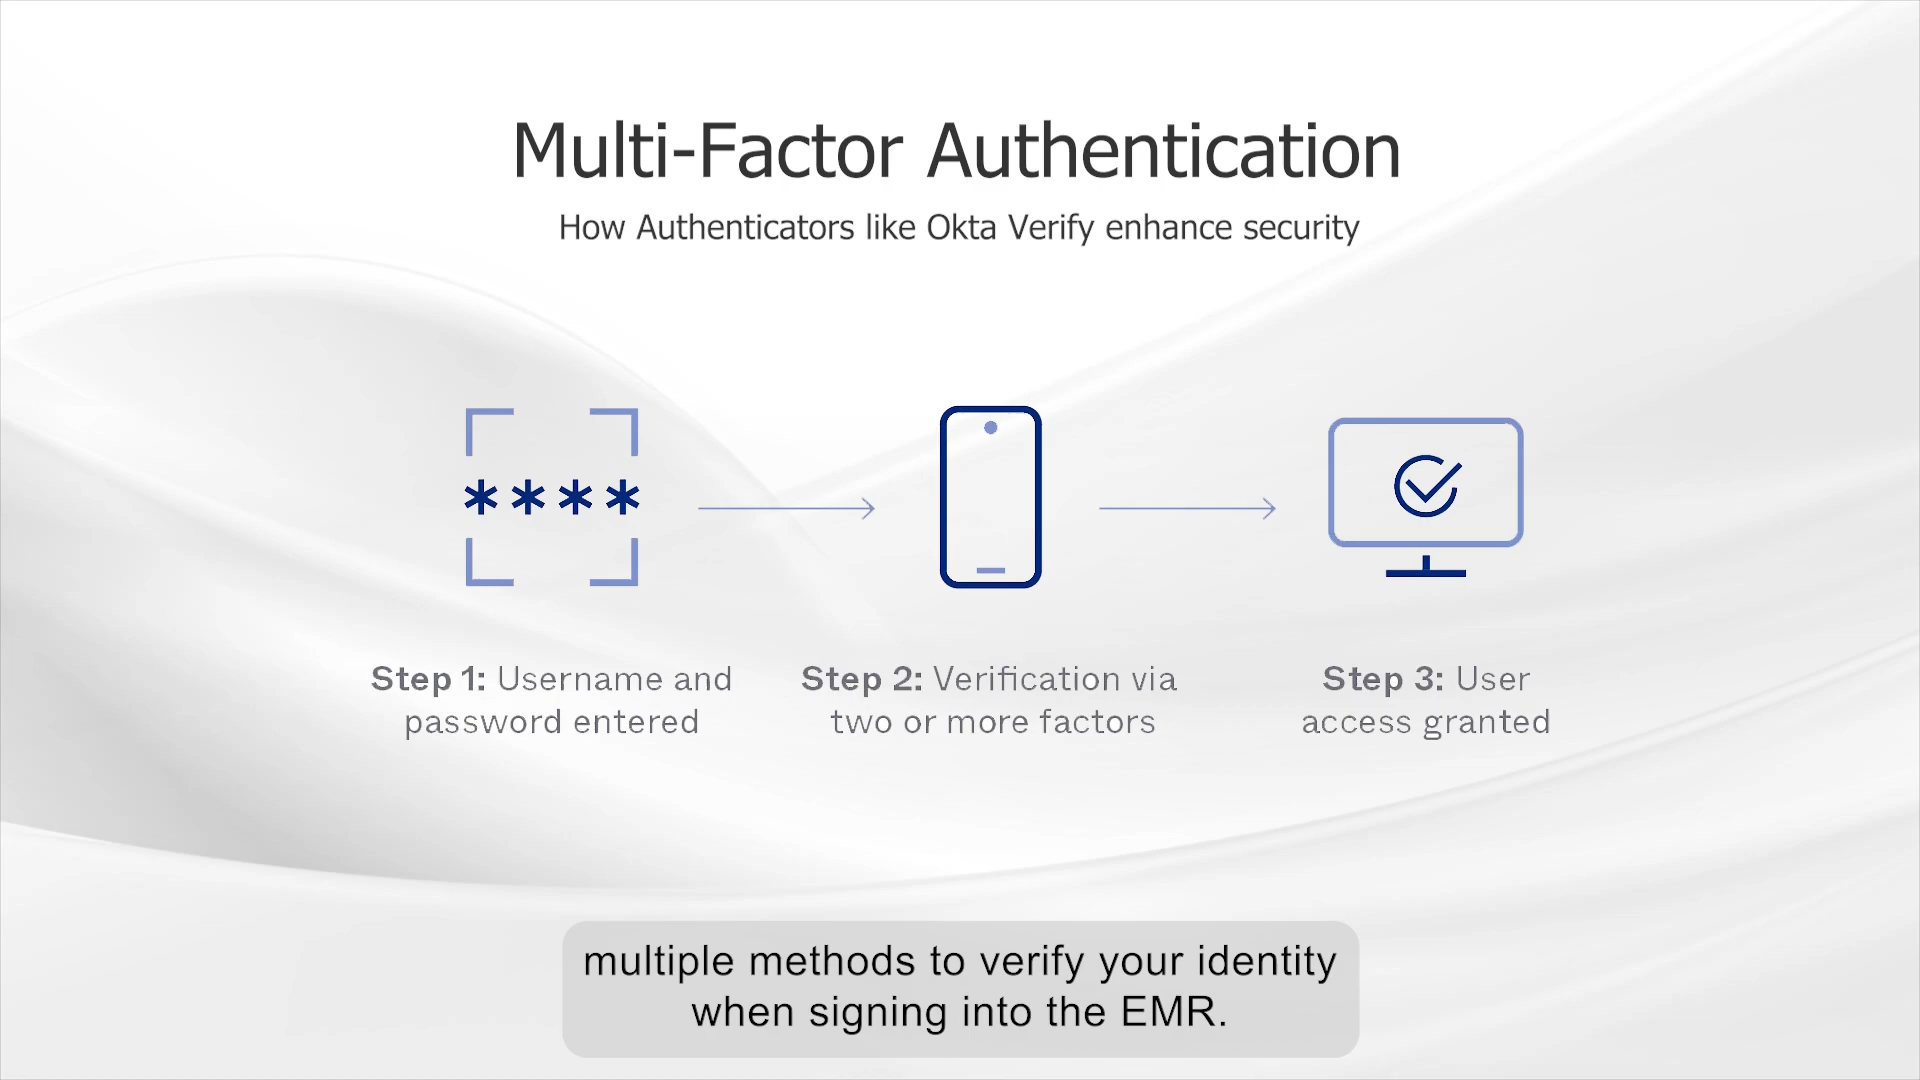 Multi-Factor Authentication
How Authenticators like Okta Verify enhance security
****
Step 1: Username and
password entered
Step 2: Verification via
two or more factors
Step 3: User
access granted
multiple methods to verify your identity
when signing into the EMR.